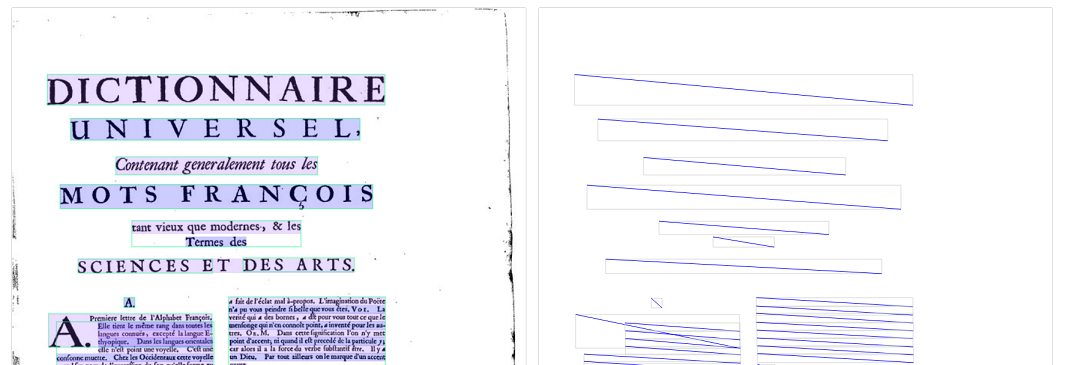 DICTIONNAIRE
UNIVERSEL,
Contenant generalement tous les
MOTS FRANÇOIS
tant vieux que modernes, & les
Termes des
SCIENCES ET DES ARTS.
A.
A. Premiere lettre de l'Alphabet François.
Elle tient le même rang dans toutes les
langues connuës, excepté la langue E-
thyopique. Dans les langues orientales
elle n'est point une voyelle. C'est une
consonne muette. Chez les Occidentaux cette voyelle
a fait de l'éclat mal à-propos. L'imagination du Poëte
n'a pu vous peindre si belle que vous êtes. VOI. La
verité qui a des bornes, a dit pour vous tout ce que le
mensonge qui n'en connoît point, a inventé pour les au-
tres, O. M. Dans cette signification l'on n'y met
point d'accent, ni quand il est precedé de la particule y;
car alors il a la force du verbe substantif être. Il y a
un Dieu. Par tout ailleurs on le marque d'un accent